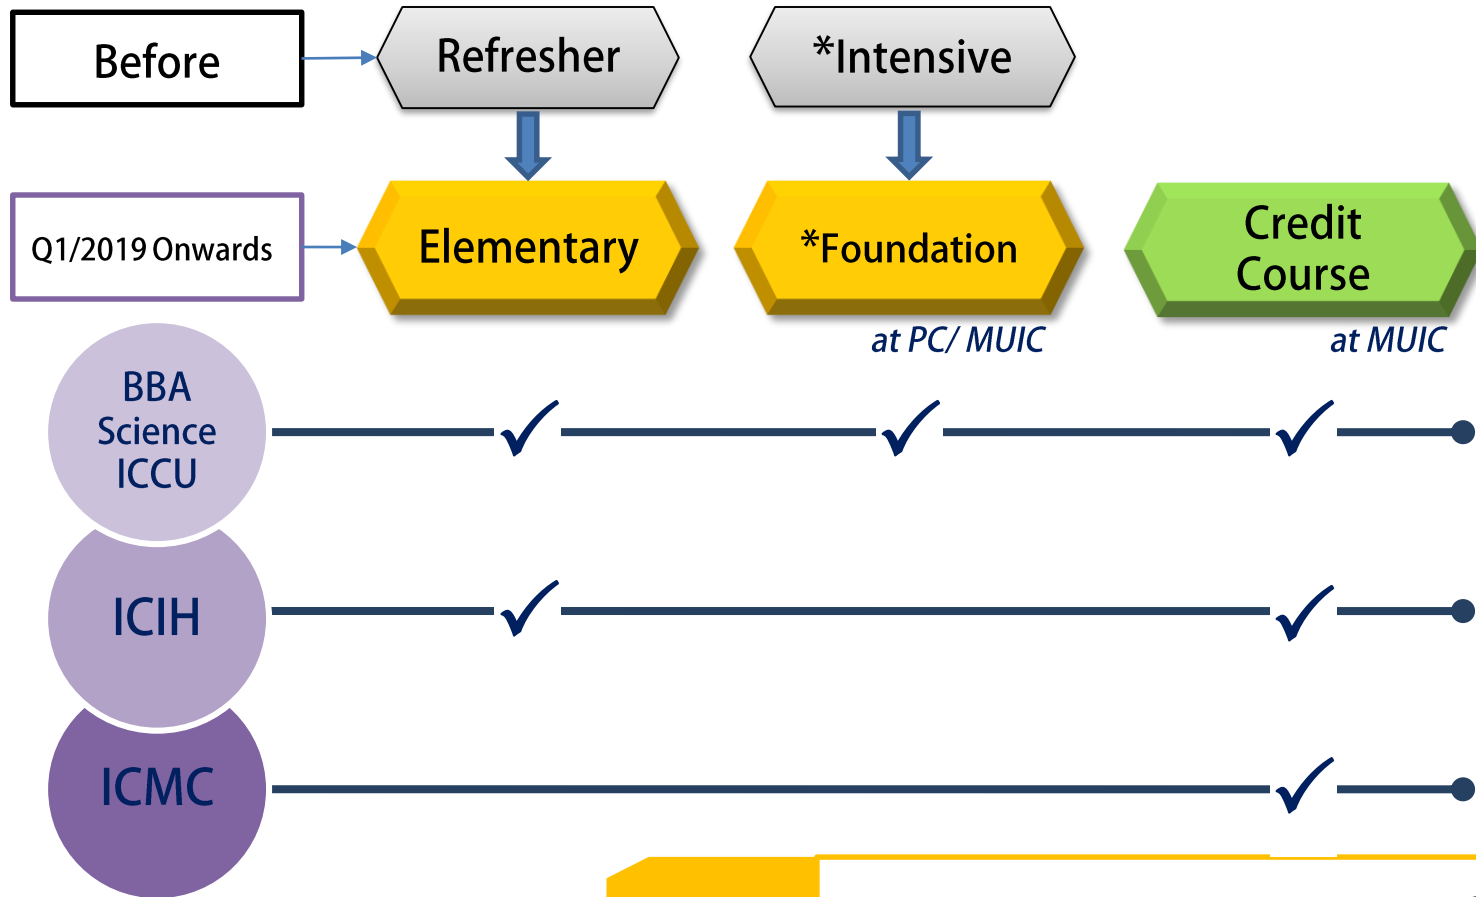 Before
Refresher
*Intensive
Q1/2019 Onwards
Elementary
*Foundation
Credit
Course
at PC/ MUIC
at MUIC
BBA
Science
ICCU
ICIH
ICMC